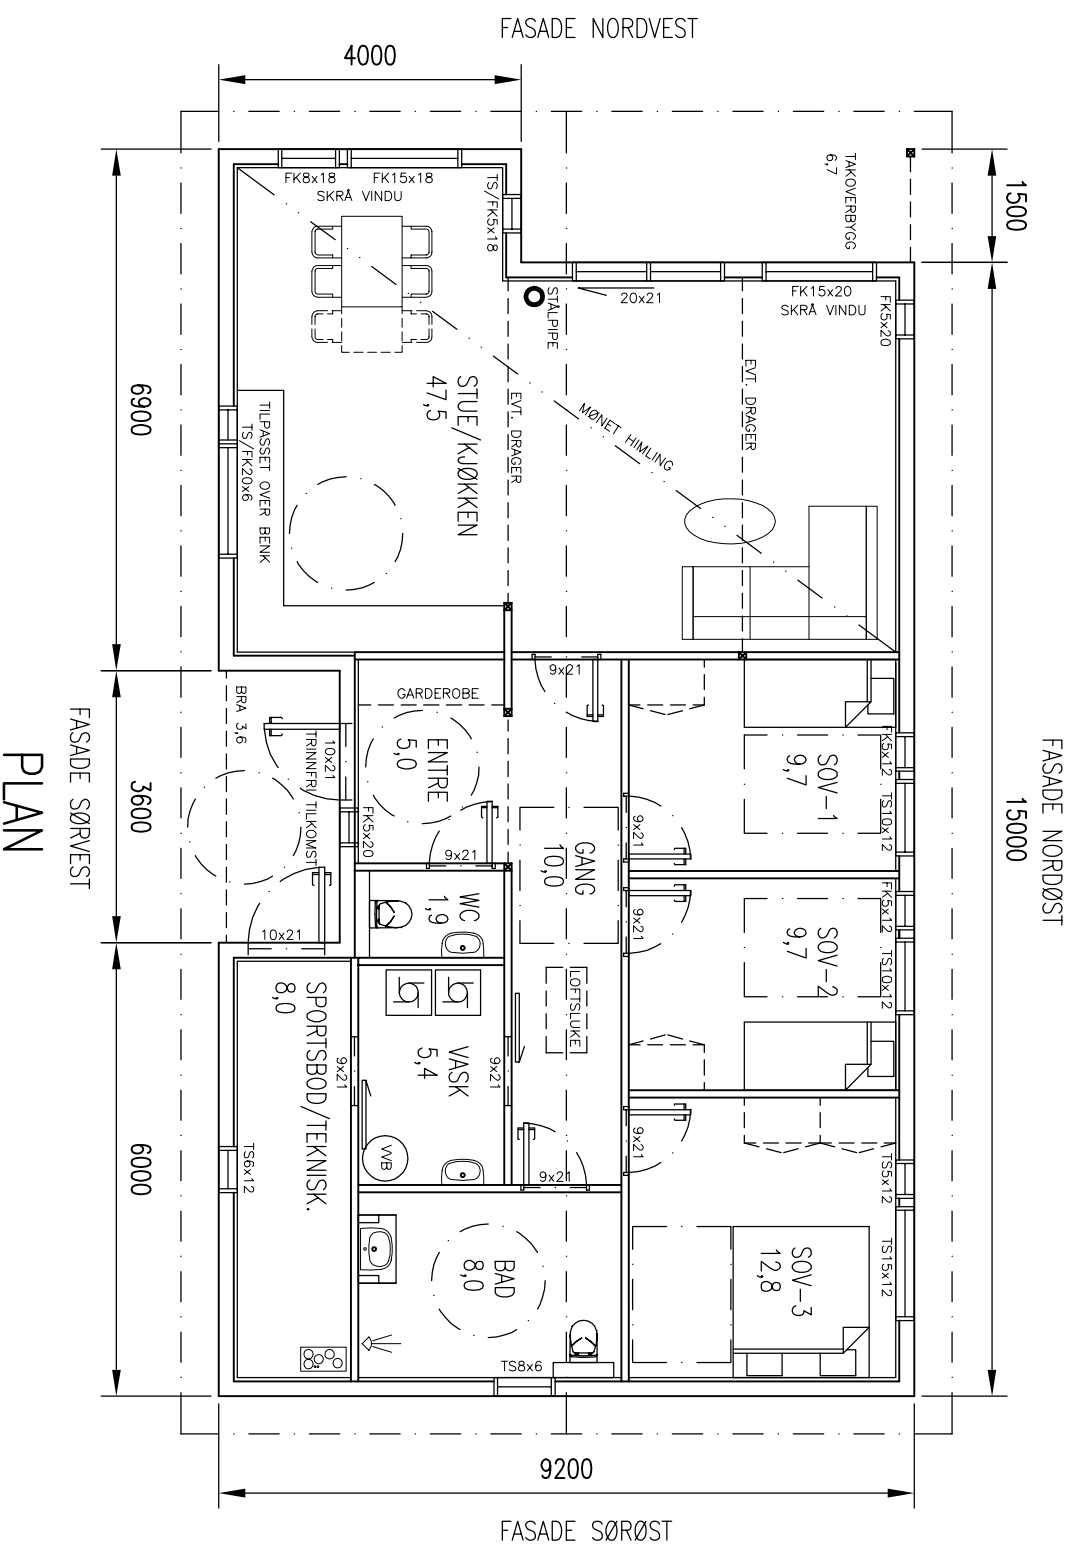 FASADE NORDVEST
4000
1500
TAKOVERBYGG
6,7
FK8x18
FK15x18
SKRÅ VINDU
TS/FK5x18
STÅLPIPE
20x21
FK15x20
SKRÅ VINDU
FK5x20
STUE/KJØKKEN
47,5
EVT. DRAGER
EVT. DRAGER
MØNET HIMLING
TILPASSET OVER BENK
TS/FK20x6
6900
9x21
GARDEROBE
ENTRE
5,0
BRA 3,6
10x21
TRINNFRI TILKOMST
FK5x20
9x21
10x21
3600
GANG
10,0
LOFTSLUKE
WC
1,9
SOV-1
9,7
9x21
FK5x12
TS10x12
SOV-2
9,7
9x21
FK5x12
TS10x12
SOV-3
12,8
9x21
TS5x12
TS15x12
VASK
5,4
9x21
9x21
VVB
9x21
BAD
8,0
TS8x6
SPORTSBOD/TEKNISK.
8,0
TS6x12
6000
15000
9200
FASADE NORDØST
FASADE SØRVEST
FASADE SØRØST
PLAN